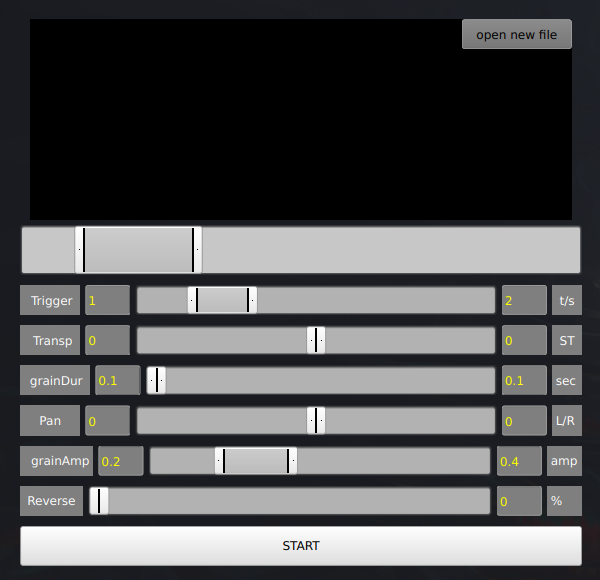 open new file
Trigger 1 2 t/s
Transp 0 0 ST
grainDur 0.1 0.1 sec
Pan 0 0 L/R
grainAmp 0.2 0.4 amp
Reverse 0 %
START